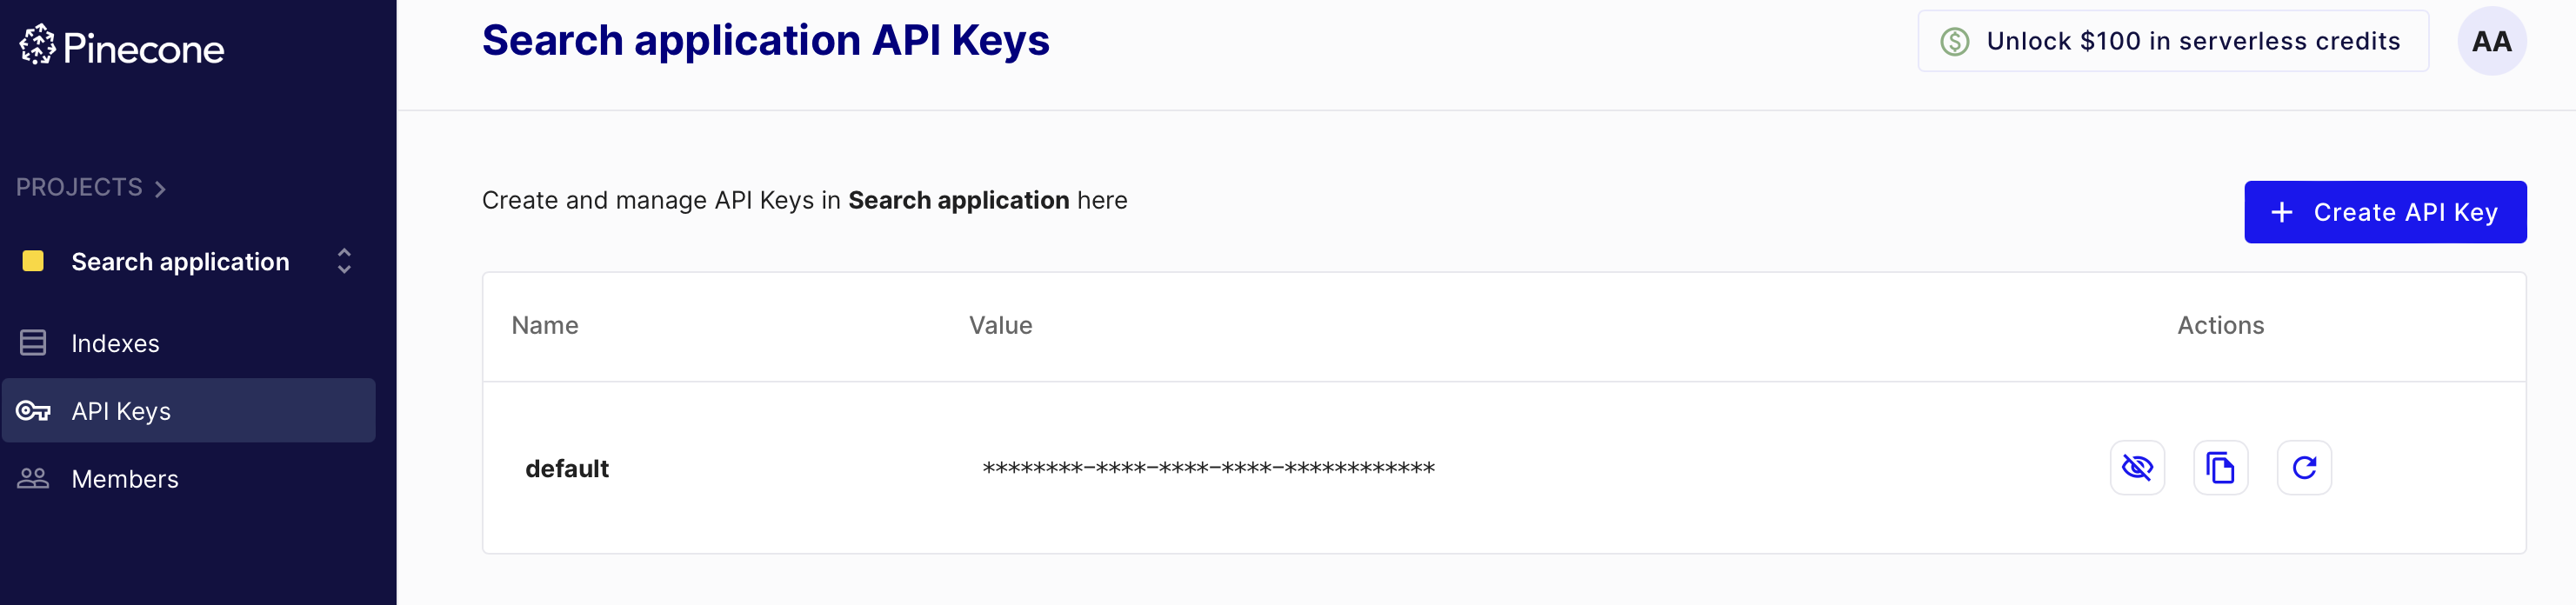 Pinecone
PROJECTS
Search application
Indexes
API Keys
Members
Search application API Keys
Unlock $100 in serverless credits
AA
Create and manage API Keys in Search application here
+ Create API Key
Name Value Actions
default ********-****-****-****-************